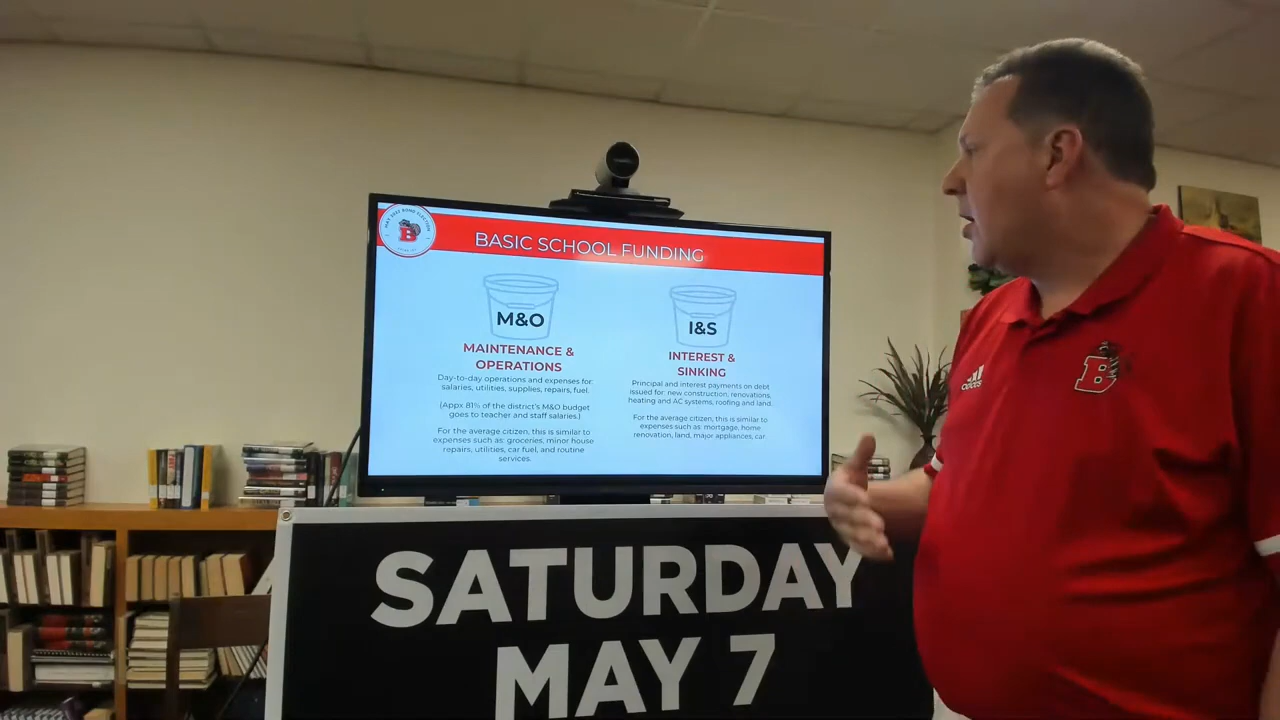 MAY 2022 BOND ELECTION
B
BASIC SCHOOL FUNDING
M&O
MAINTENANCE &
OPERATIONS
Day-to-day operations and expenses for:
salaries, utilities, supplies, repairs, fuel.
(Appx 81% of the district's M&O budget
goes to teacher and staff salaries.)
For the average citizen, this is similar to
expenses such as: groceries, minor house
repairs, utilities, car fuel, and routine
services.
I&S
INTEREST &
SINKING
Principal and interest payments on debt
issued for: new construction, renovations,
heating and AC systems, roofing and land.
For the average citizen, this is similar to
expenses such as: mortgage, home
renovation, land, major appliances, car.
adidas
B
SATURDAY
MAY 7